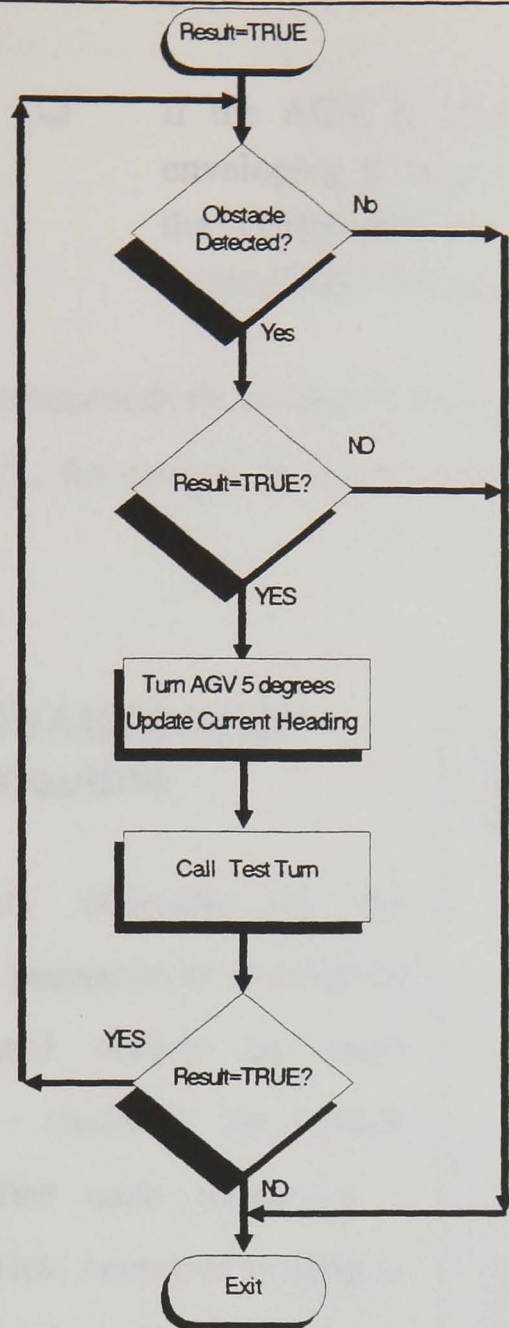 Result=TRUE
Obstacle
Detected?
No
Yes
Result=TRUE?
NO
YES
Turn AGV 5 degrees
Update Current Heading
Call Test Turn
Result=TRUE?
YES
NO
Exit